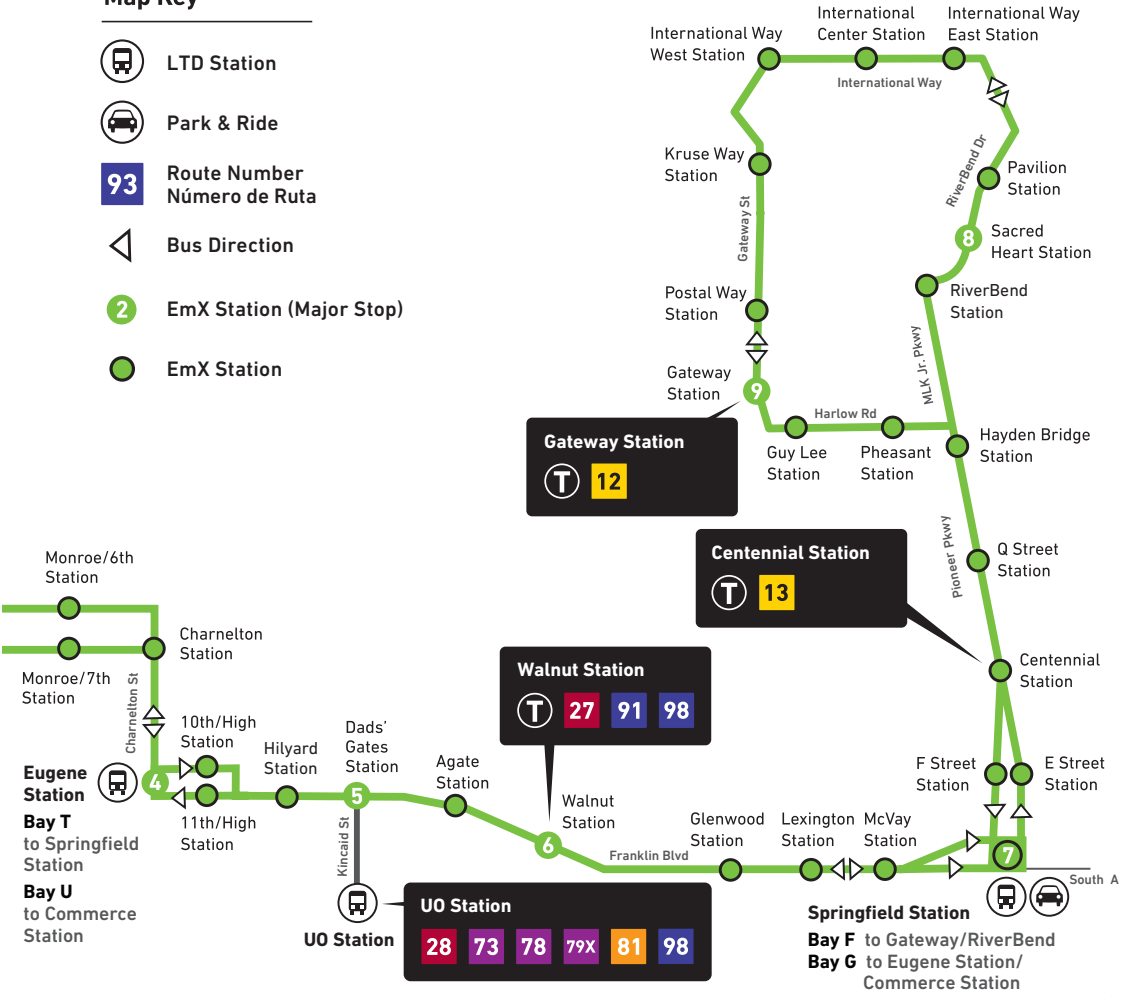 Map Key
LTD Station
Park & Ride
93
Route Number
Número de Ruta
Bus Direction
2
EmX Station (Major Stop)
EmX Station
International Way
West Station
International
Center Station
International Way
East Station
International Way
Kruse Way
Station
Gateway St
RiverBend Dr
Pavilion
Station
8
Sacred
Heart Station
RiverBend
Station
Postal Way
Station
MLK Jr. Pkwy
Gateway
Station
9
Harlow Rd
Guy Lee
Station
Pheasant
Station
Hayden Bridge
Station
Gateway Station
T 12
Pioneer Pkwy
Q Street
Station
Centennial Station
T 13
Centennial
Station
Monroe/6th
Station
Charnelton
Station
Monroe/7th
Station
Charnelton St
10th/High
Station
Hilyard
Station
Dads’
Gates
Station
Agate
Station
Walnut Station
T 27 91 98
Walnut
Station
F Street
Station
E Street
Station
Eugene
Station
4
5
6
7
11th/High
Station
Bay T
to Springfield
Station
Bay U
to Commerce
Station
Kincaid St
Franklin Blvd
Glenwood
Station
Lexington
Station
McVay
Station
South A
UO Station
UO Station
28 73 78 79X 81 98
Springfield Station
Bay F to Gateway/RiverBend
Bay G to Eugene Station/
Commerce Station